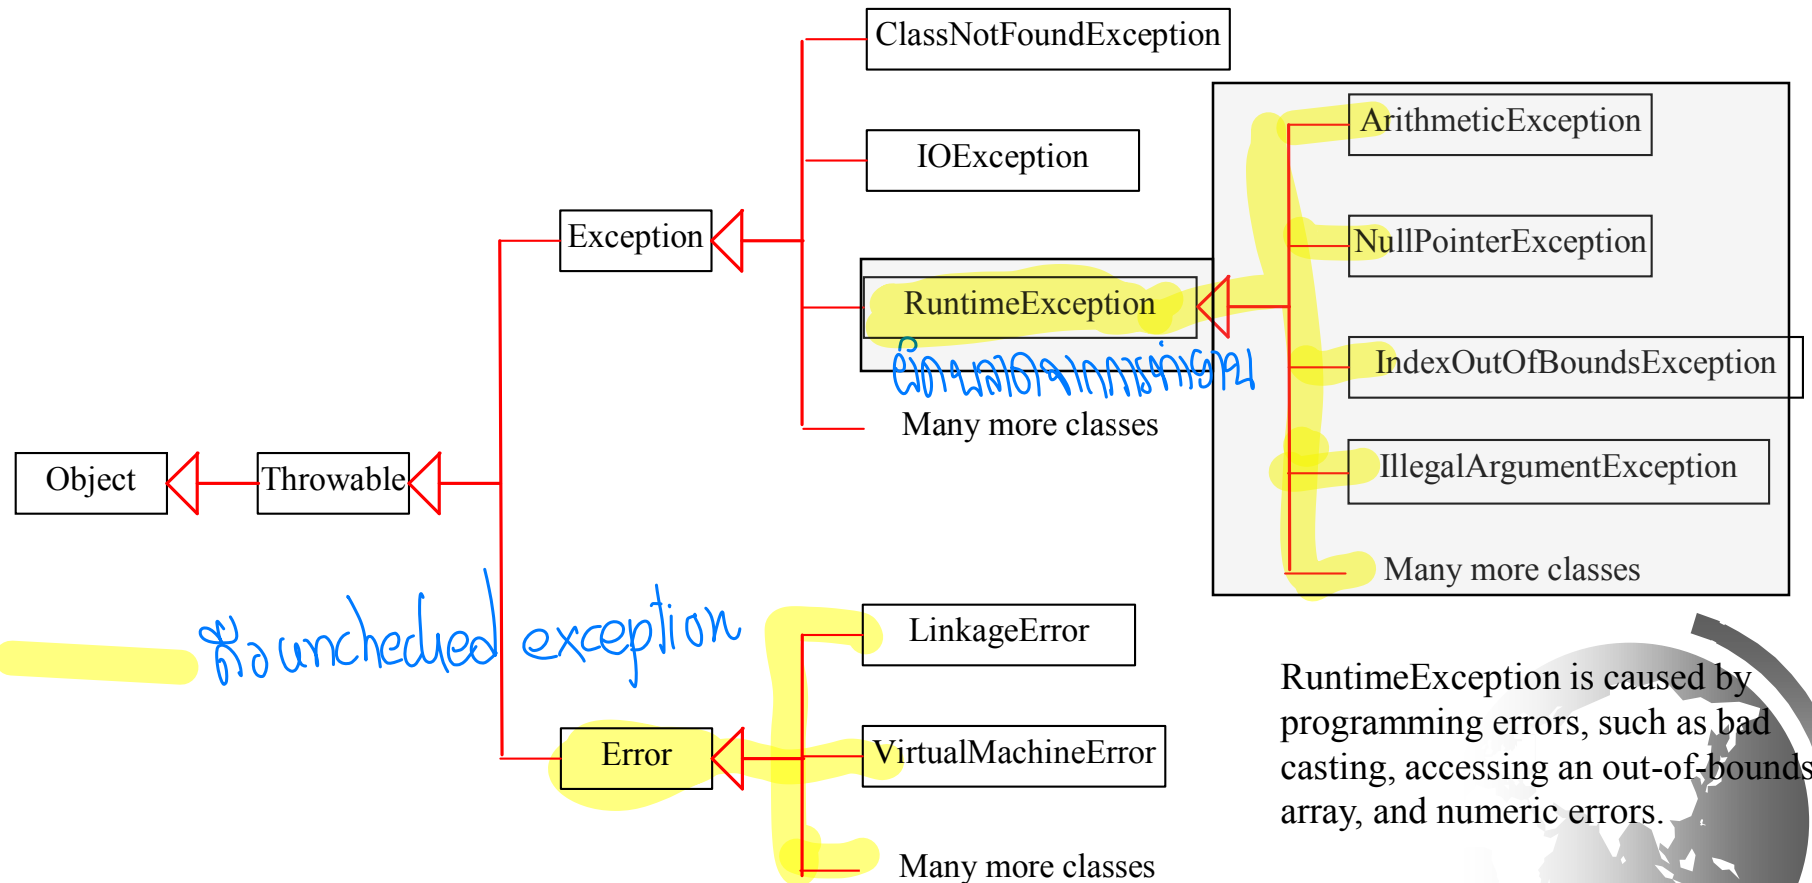 ClassNotFoundException
ArithmeticException
IOException
Exception
NullPointerException
RuntimeException
ผิดพลาดจากการทำงาน
IndexOutOfBoundsException
Many more classes
Object
Throwable
IllegalArgumentException
Many more classes
คือ unchecked exception
LinkageError
Error
VirtualMachineError
Many more classes
RuntimeException is caused by
programming errors, such as bad
casting, accessing an out-of-bounds
array, and numeric errors.